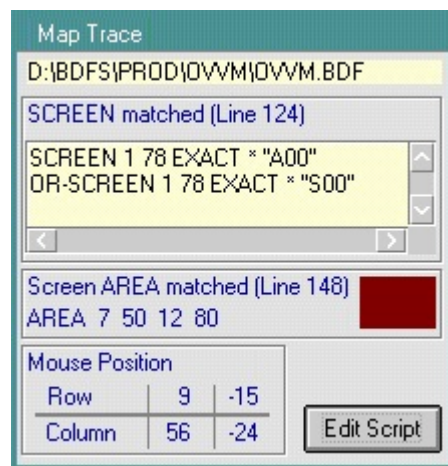 Map Trace
D:\BDFS\PROD\OVVM\OVVM.BDF
SCREEN matched (Line 124)
SCREEN 1 78 EXACT * "A00"
OR-SCREEN 1 78 EXACT * "S00"
Screen AREA matched (Line 148)
AREA 7 50 12 80
Mouse Position
Row 9 -15
Column 56 -24
Edit Script